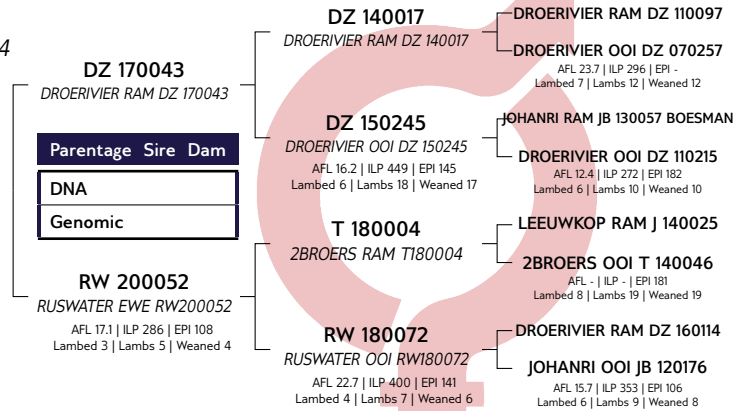 4
DZ 170043
DROERIVIER RAM DZ 170043
Parentage Sire Dam
DNA
Genomic
RW 200052
RUSWATER EWE RW200052
AFL 17.1 | ILP 286 | EPI 108
Lambed 3 | Lambs 5 | Weaned 4
DZ 140017
DROERIVIER RAM DZ 140017
DZ 150245
DROERIVIER OOI DZ 150245
AFL 16.2 | ILP 449 | EPI 145
Lambed 6 | Lambs 18 | Weaned 17
T 180004
2BROERS RAM T180004
RW 180072
RUSWATER OOI RW180072
AFL 22.7 | ILP 400 | EPI 141
Lambed 4 | Lambs 7 | Weaned 6
DROERIVIER RAM DZ 110097
DROERIVIER OOI DZ 070257
AFL 23.7 | ILP 296 | EPI -
Lambed 7 | Lambs 12 | Weaned 12
JOHANRI RAM JB 130057 BOESMAN
DROERIVIER OOI DZ 110215
AFL 12.4 | ILP 272 | EPI 182
Lambed 6 | Lambs 10 | Weaned 10
LEEUWKOP RAM J 140025
2BROERS OOI T 140046
AFL - | ILP - | EPI 181
Lambed 8 | Lambs 19 | Weaned 19
DROERIVIER RAM DZ 160114
JOHANRI OOI JB 120176
AFL 15.7 | ILP 353 | EPI 106
Lambed 6 | Lambs 9 | Weaned 8